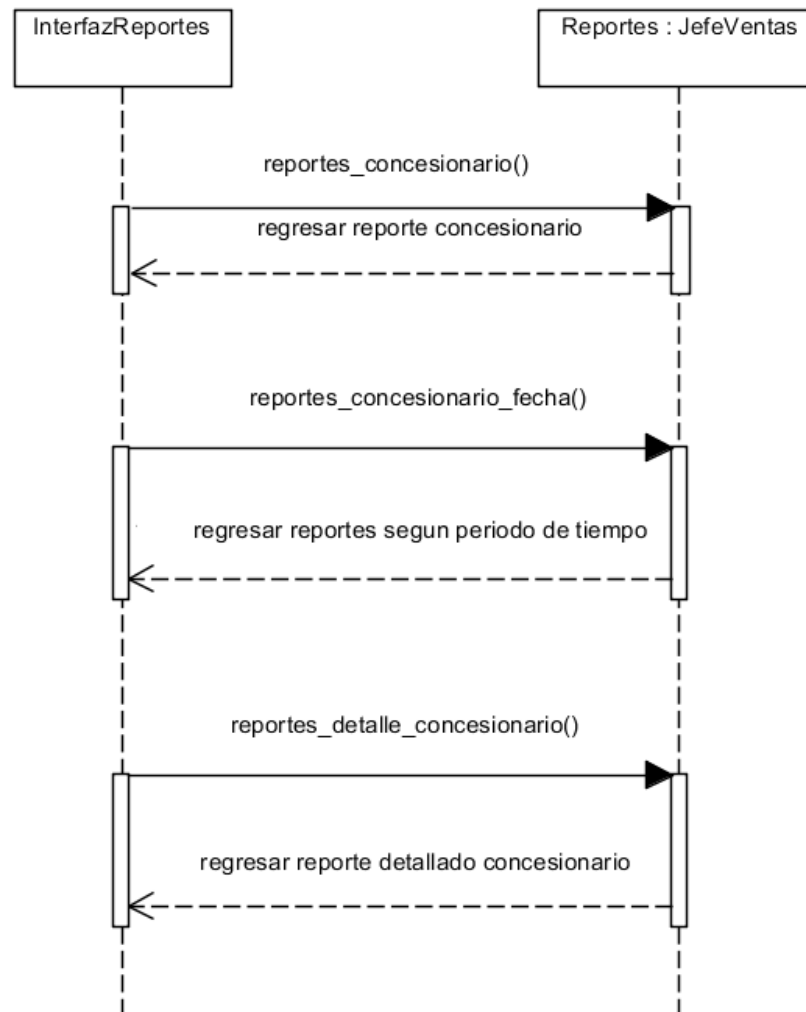 InterfazReportes
Reportes : JefeVentas
reportes_concesionario()
regresar reporte concesionario
reportes_concesionario_fecha()
regresar reportes segun periodo de tiempo
reportes_detalle_concesionario()
regresar reporte detallado concesionario